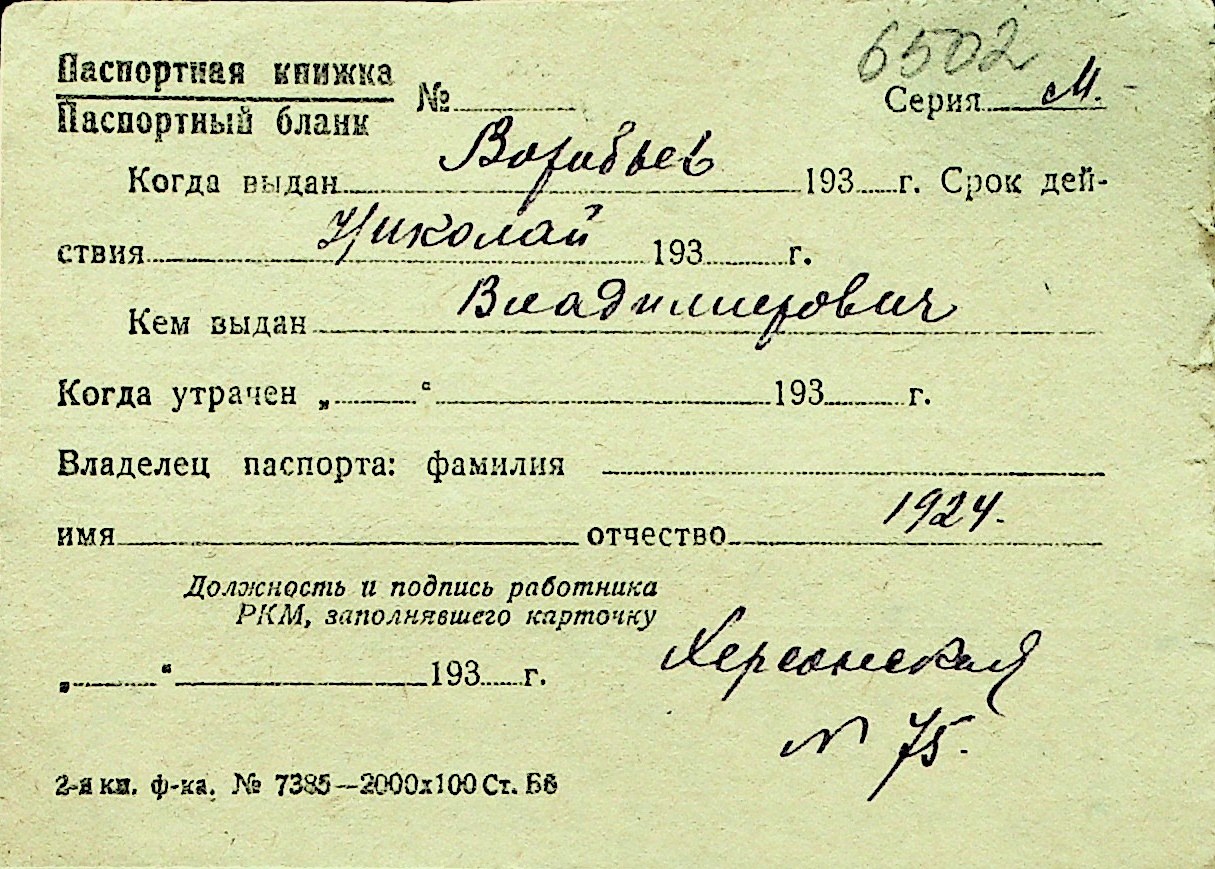 6502
Паспортная книжка
Паспортный бланк
№ Серия М.
Воробьев
Когда выдан 193 г. Срок дей-
Николай
ствия 193 г.
Владимирович
Кем выдан
Когда утрачен „ “ 193 г.
Владелец паспорта: фамилия
1924.
имя отчество
Должность и подпись работника
РКМ, заполнявшего карточку
Херсонская
„ “ 193 г.
№ 75.
2-я кн. ф-ка. № 7385—2000х100 Ст. Б6